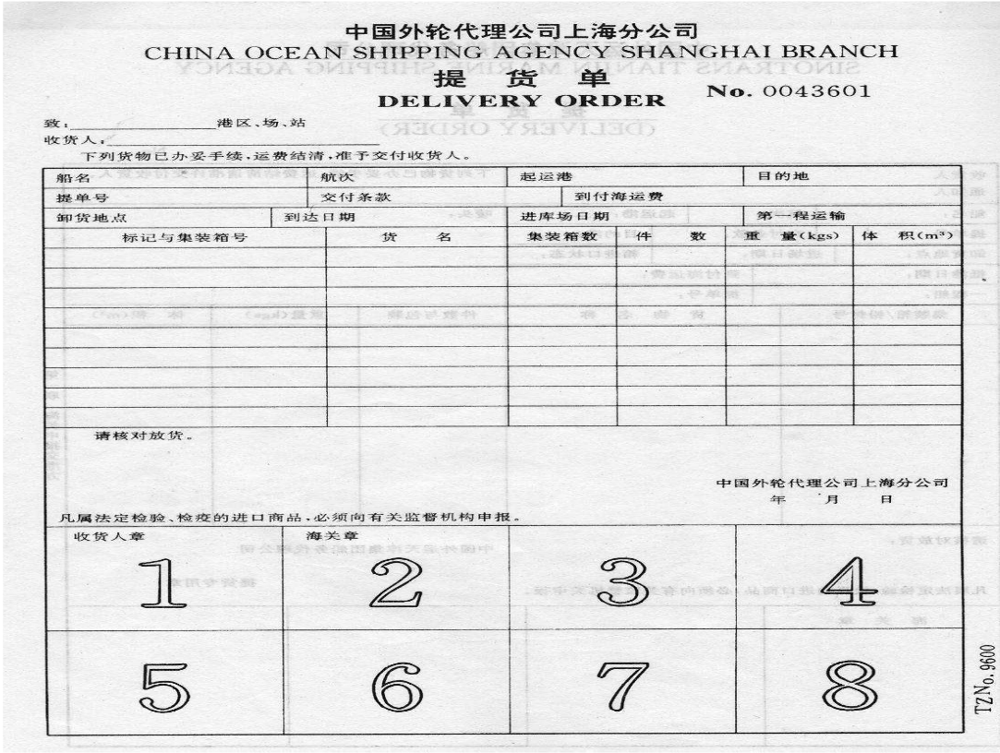 中国外轮代理公司上海分公司
CHINA OCEAN SHIPPING AGENCY SHANGHAI BRANCH
提 货 单
DELIVERY ORDER No. 0043601
致：____________港区、场、站
收货人：____________
下列货物已办妥手续，运费结清，准予交付收货人。
船名 航次 起运港 目的地
提单号 交付条款 到付海运费
卸货地点 到达日期 进库场日期 第一程运输
标记与集装箱号 货 名 集装箱数 件 数 重 量(kgs) 体 积(m³)
请核对放货。
中国外轮代理公司上海分公司
年 月 日
凡属法定检验、检疫的进口商品，必须向有关监督机构申报。
收货人章 海关章
1 2 3 4
5 6 7 8
TZNo. 9600